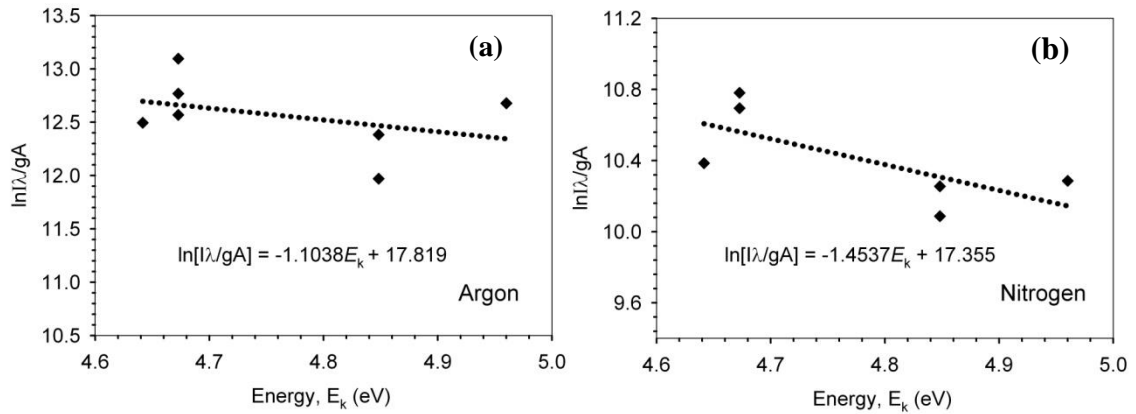 13.5
13.0
12.5
12.0
11.5
11.0
10.5
lnIλ/gA
(a)
ln[Iλ/gA] = -1.1038Eₖ + 17.819
Argon
4.6 4.7 4.8 4.9 5.0
Energy, Eₖ (eV)
11.2
10.8
10.4
10.0
9.6
lnIλ/gA
(b)
ln[Iλ/gA] = -1.4537Eₖ + 17.355
Nitrogen
4.6 4.7 4.8 4.9 5.0
Energy, Eₖ (eV)